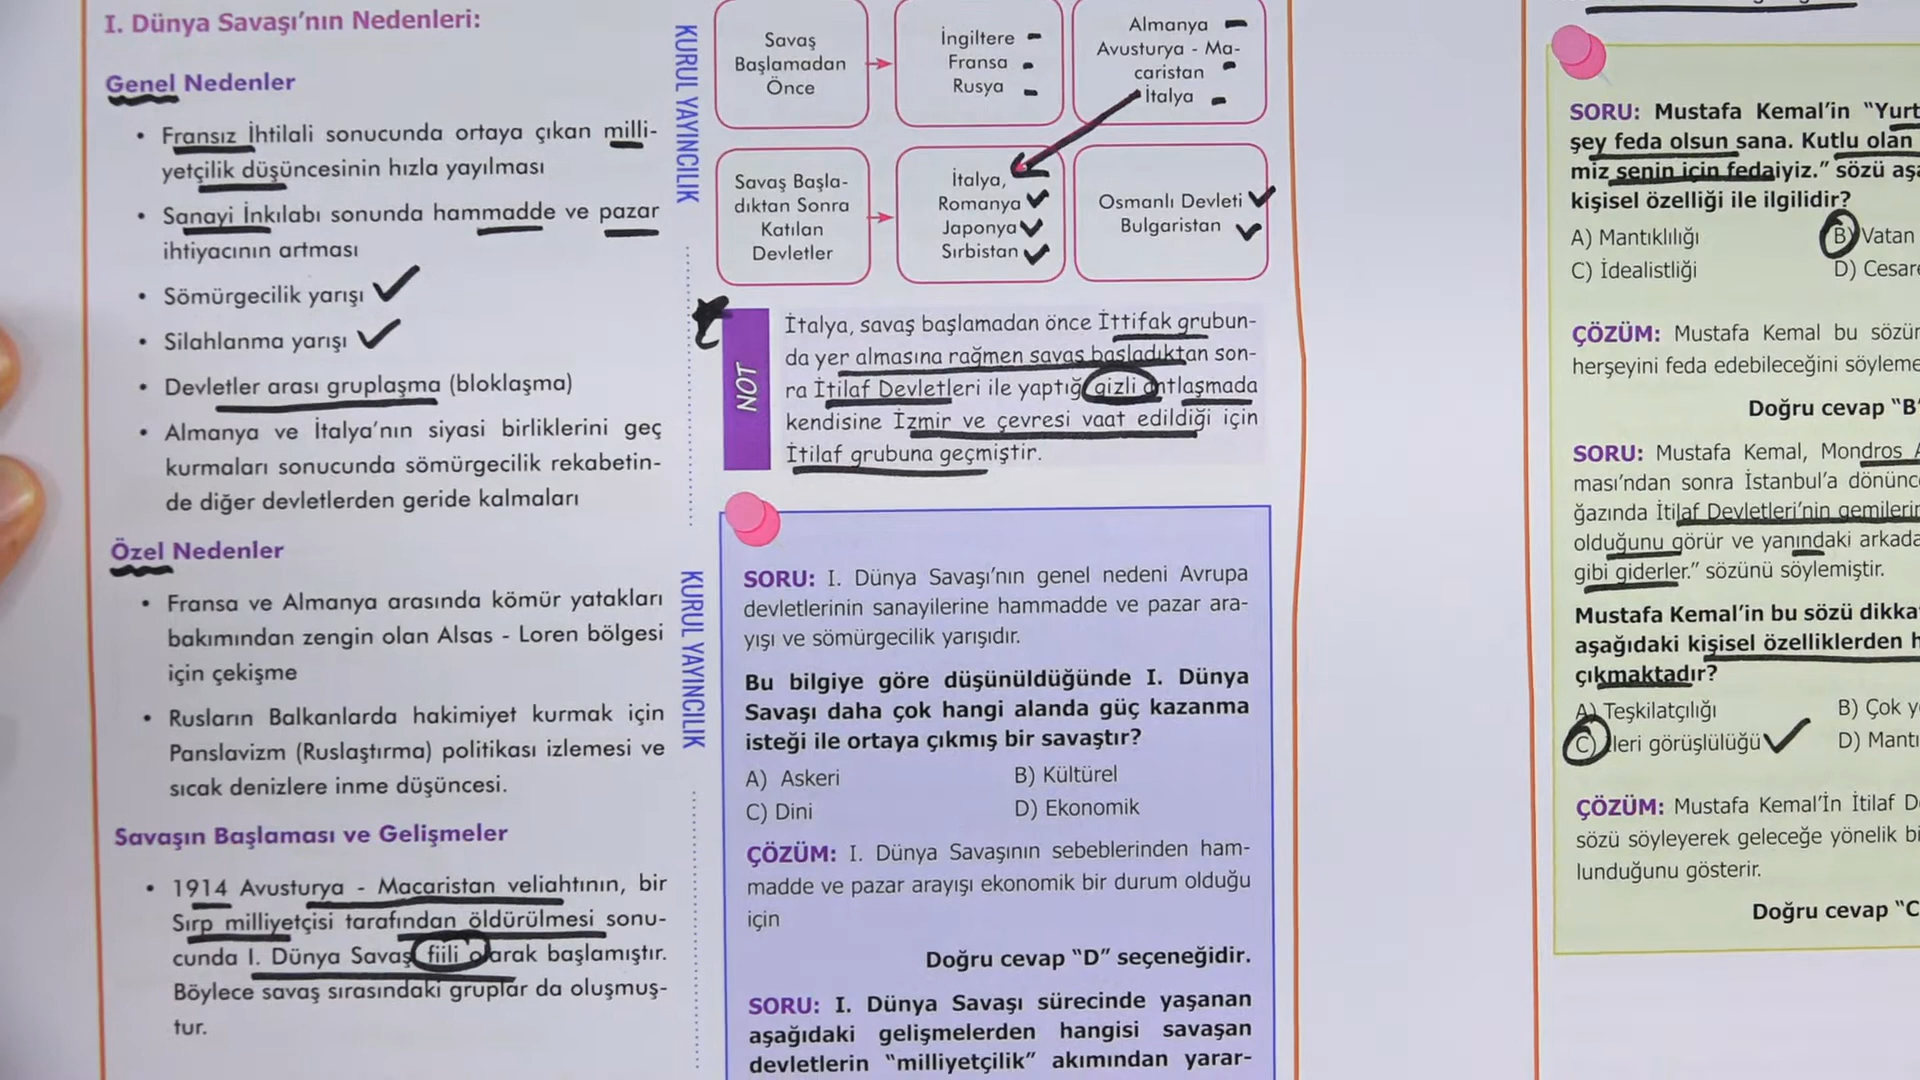 I. Dünya Savaşı’nın Nedenleri:
Genel Nedenler
• Fransız İhtilali sonucunda ortaya çıkan milli-
yetçilik düşüncesinin hızla yayılması
• Sanayi İnkılabı sonunda hammadde ve pazar
ihtiyacının artması
• Sömürgecilik yarışı
• Silahlanma yarışı
• Devletler arası gruplaşma (bloklaşma)
• Almanya ve İtalya’nın siyasi birliklerini geç
kurmaları sonucunda sömürgecilik rekabetin-
de diğer devletlerden geride kalmaları
Özel Nedenler
• Fransa ve Almanya arasında kömür yatakları
bakımından zengin olan Alsas - Loren bölgesi
için çekişme
• Rusların Balkanlarda hakimiyet kurmak için
Panslavizm (Ruslaştırma) politikası izlemesi ve
sıcak denizlere inme düşüncesi.
Savaşın Başlaması ve Gelişmeler
• 1914 Avusturya - Macaristan veliahtının, bir
Sırp milliyetçisi tarafından öldürülmesi sonu-
cunda I. Dünya Savaşı fiili olarak başlamıştır.
Böylece savaş sırasındaki gruplar da oluşmuş-
tur.
KURUL YAYINCILIK
KURUL YAYINCILIK
Savaş
Başlamadan
Önce
İngiltere
Fransa
Rusya
Almanya
Avusturya - Ma-
caristan
İtalya
Savaş Başla-
dıktan Sonra
Katılan
Devletler
İtalya,
Romanya
Japonya
Sırbistan
Osmanlı Devleti
Bulgaristan
NOT
İtalya, savaş başlamadan önce İttifak grubun-
da yer almasına rağmen savaş başladıktan son-
ra İtilaf Devletleri ile yaptığı gizli antlaşmada
kendisine İzmir ve çevresi vaat edildiği için
İtilaf grubuna geçmiştir.
SORU: I. Dünya Savaşı’nın genel nedeni Avrupa
devletlerinin sanayilerine hammadde ve pazar ara-
yışı ve sömürgecilik yarışıdır.
Bu bilgiye göre düşünüldüğünde I. Dünya
Savaşı daha çok hangi alanda güç kazanma
isteği ile ortaya çıkmış bir savaştır?
A) Askeri B) Kültürel
C) Dini D) Ekonomik
ÇÖZÜM: I. Dünya Savaşının sebeblerinden ham-
madde ve pazar arayışı ekonomik bir durum olduğu
için
Doğru cevap “D” seçeneğidir.
SORU: I. Dünya Savaşı sürecinde yaşanan
aşağıdaki gelişmelerden hangisi savaşan
devletlerin “milliyetçilik” akımından yarar-
SORU: Mustafa Kemal’in “Yurt
şey feda olsun sana. Kutlu olan
miz senin için fedaiyiz.” sözü aşa
kişisel özelliği ile ilgilidir?
A) Mantıklılığı B) Vatan
C) İdealistliği D) Cesare
ÇÖZÜM: Mustafa Kemal bu sözün
herşeyini feda edebileceğini söyleme
Doğru cevap “B”
SORU: Mustafa Kemal, Mondros A
ması’ndan sonra İstanbul’a dönünce
ğazında İtilaf Devletleri’nin gemilerin
olduğunu görür ve yanındaki arkada
gibi giderler.” sözünü söylemiştir.
Mustafa Kemal’in bu sözü dikka
aşağıdaki kişisel özelliklerden h
çıkmaktadır?
A) Teşkilatçılığı B) Çok y
C) İleri görüşlülüğü D) Mantı
ÇÖZÜM: Mustafa Kemal’İn İtilaf D
sözü söyleyerek geleceğe yönelik bi
lunduğunu gösterir.
Doğru cevap “C